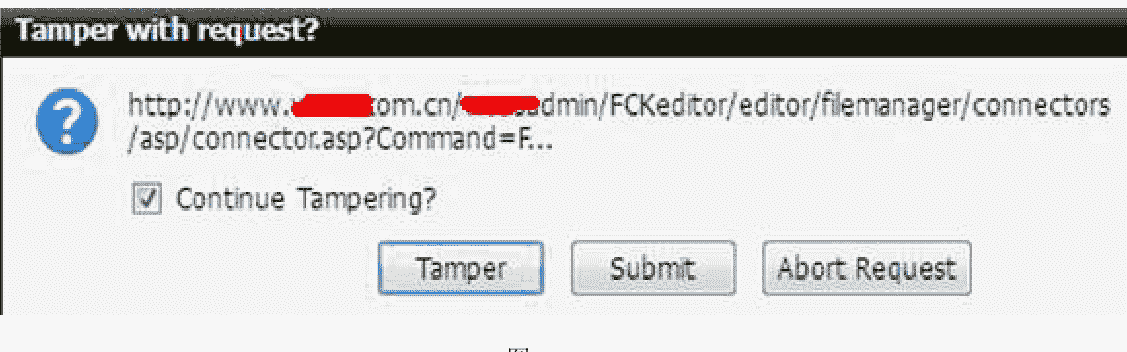 Tamper with request?
http://www. om.cn/ dmin/FCKeditor/editor/filemanager/connectors
/asp/connector.asp?Command=F...
Continue Tampering?
Tamper Submit Abort Request